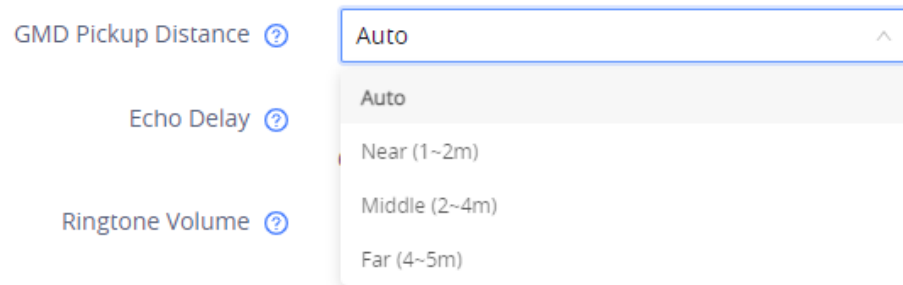 GMD Pickup Distance
Auto
Auto
Echo Delay
Near (1~2m)
Middle (2~4m)
Ringtone Volume
Far (4~5m)